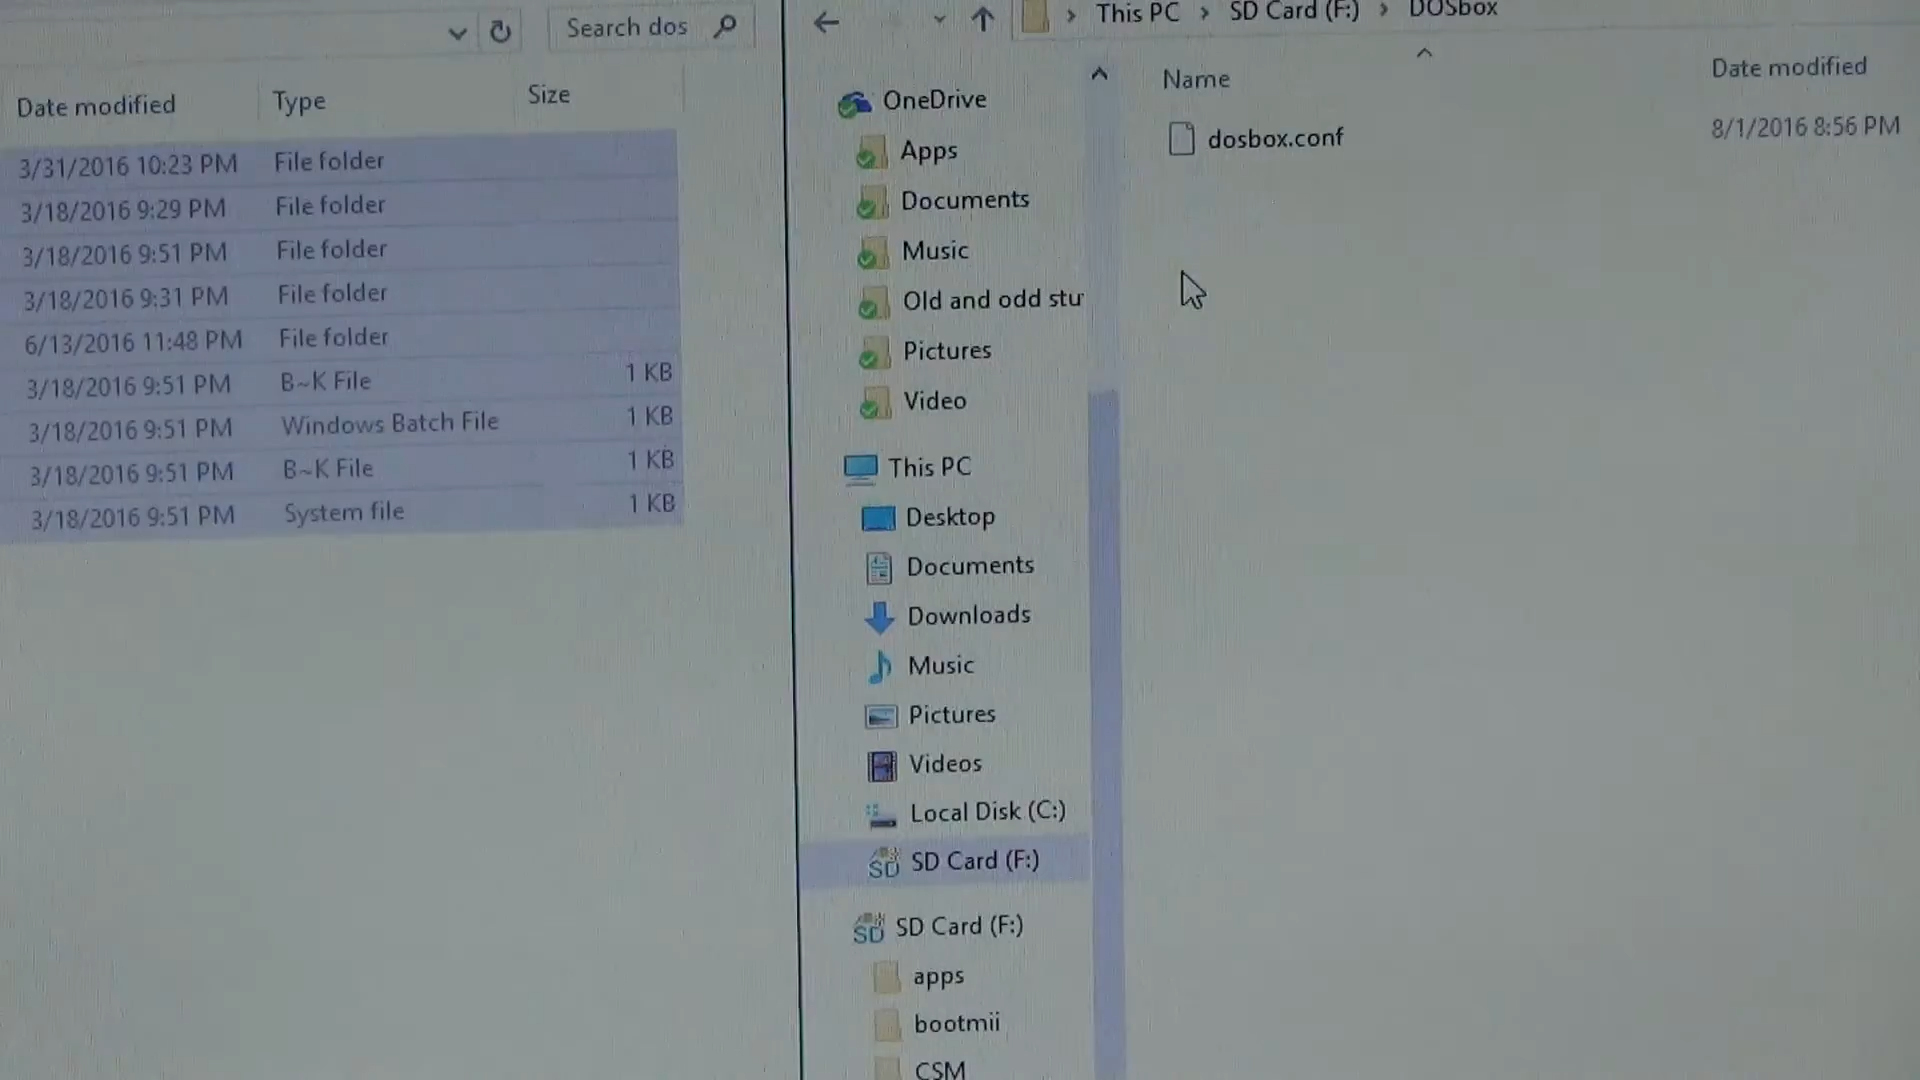 Search dos
Date modified Type Size
3/31/2016 10:23 PM File folder
3/18/2016 9:29 PM File folder
3/18/2016 9:51 PM File folder
3/18/2016 9:31 PM File folder
6/13/2016 11:48 PM File folder
3/18/2016 9:51 PM B~K File 1 KB
3/18/2016 9:51 PM Windows Batch File 1 KB
3/18/2016 9:51 PM B~K File 1 KB
3/18/2016 9:51 PM System file 1 KB
> This PC > SD Card (F:) > DOSbox
OneDrive
Apps
Documents
Music
Old and odd stu
Pictures
Video
This PC
Desktop
Documents
Downloads
Music
Pictures
Videos
Local Disk (C:)
SD SD Card (F:)
SD SD Card (F:)
apps
bootmii
CSM
Name Date modified
dosbox.conf 8/1/2016 8:56 PM